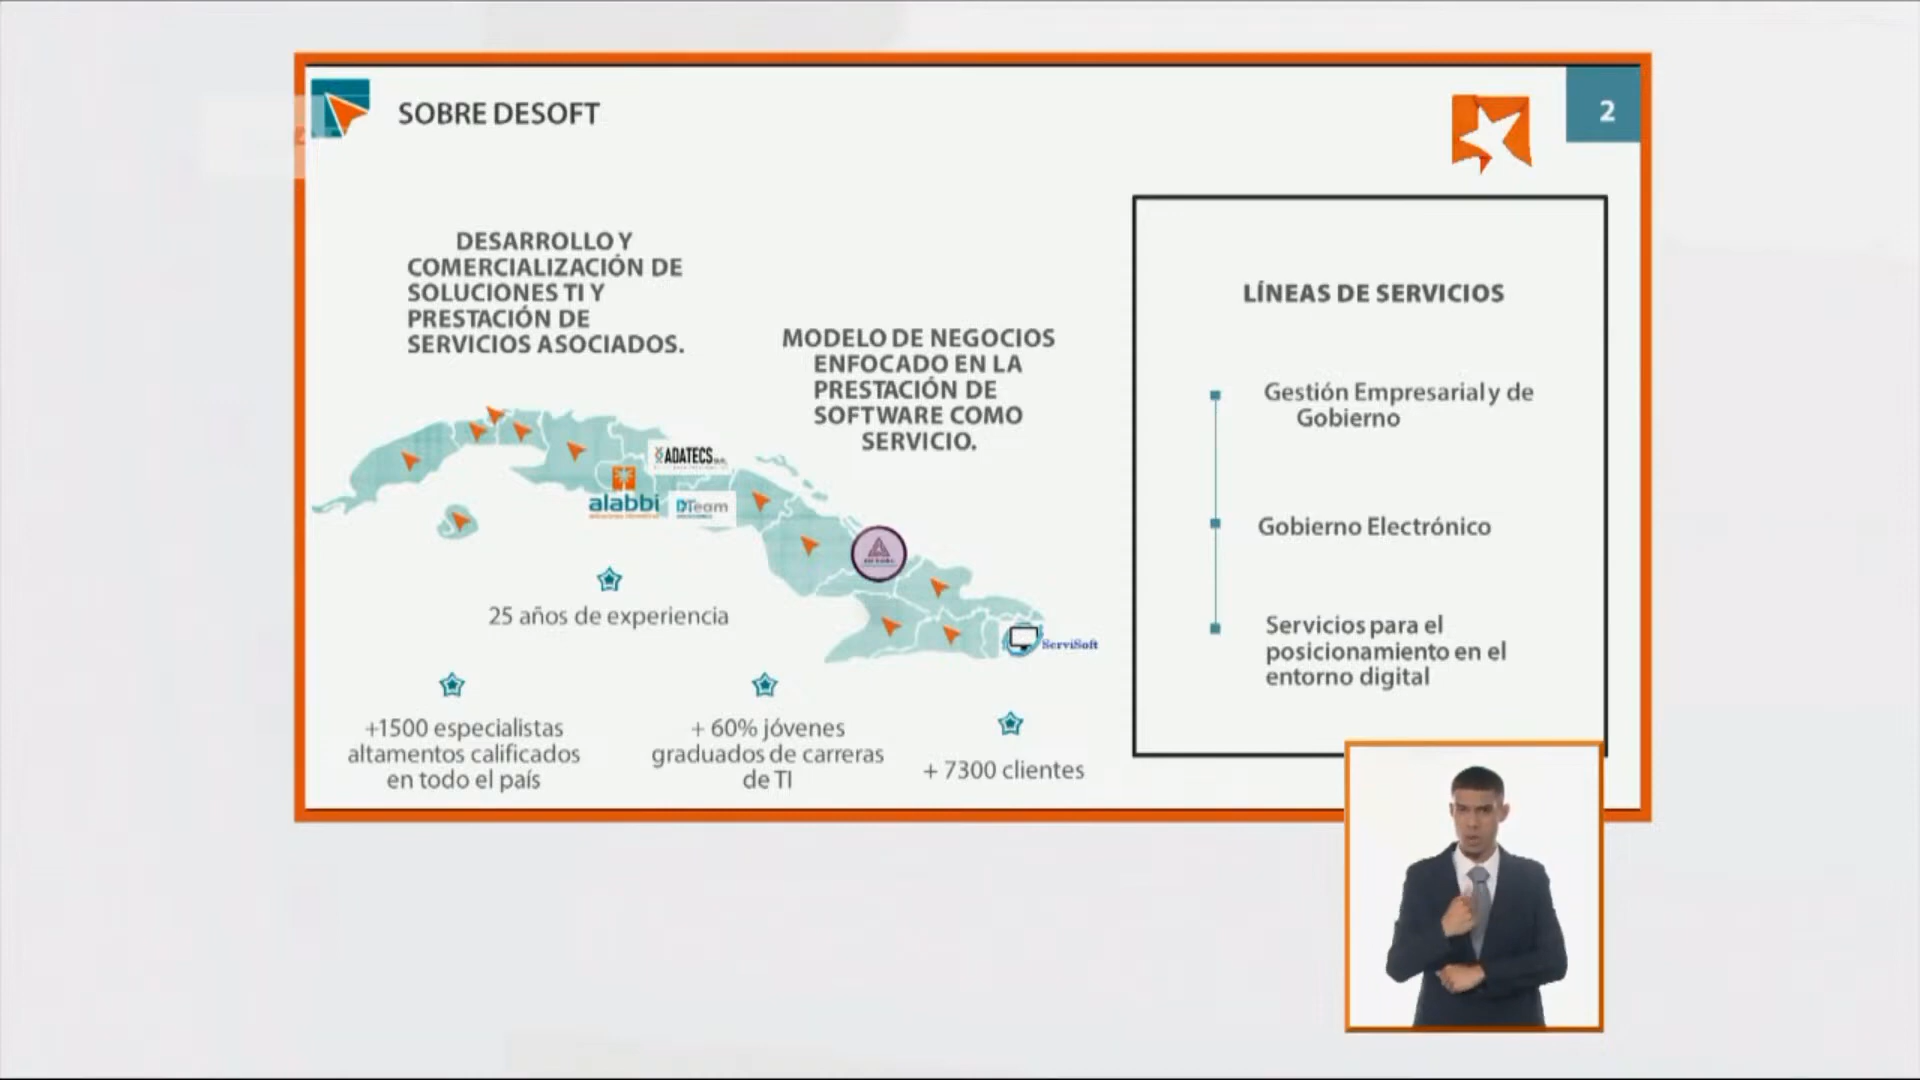 SOBRE DESOFT
2
DESARROLLO Y
COMERCIALIZACIÓN DE
SOLUCIONES TI Y
PRESTACIÓN DE
SERVICIOS ASOCIADOS.
MODELO DE NEGOCIOS
ENFOCADO EN LA
PRESTACIÓN DE
SOFTWARE COMO
SERVICIO.
ADATECS
alabbi
DTeam
ServiSoft
25 años de experiencia
+1500 especialistas
altamentos calificados
en todo el país
+ 60% jóvenes
graduados de carreras
de TI
+ 7300 clientes
LÍNEAS DE SERVICIOS
Gestión Empresarial y de
Gobierno
Gobierno Electrónico
Servicios para el
posicionamiento en el
entorno digital